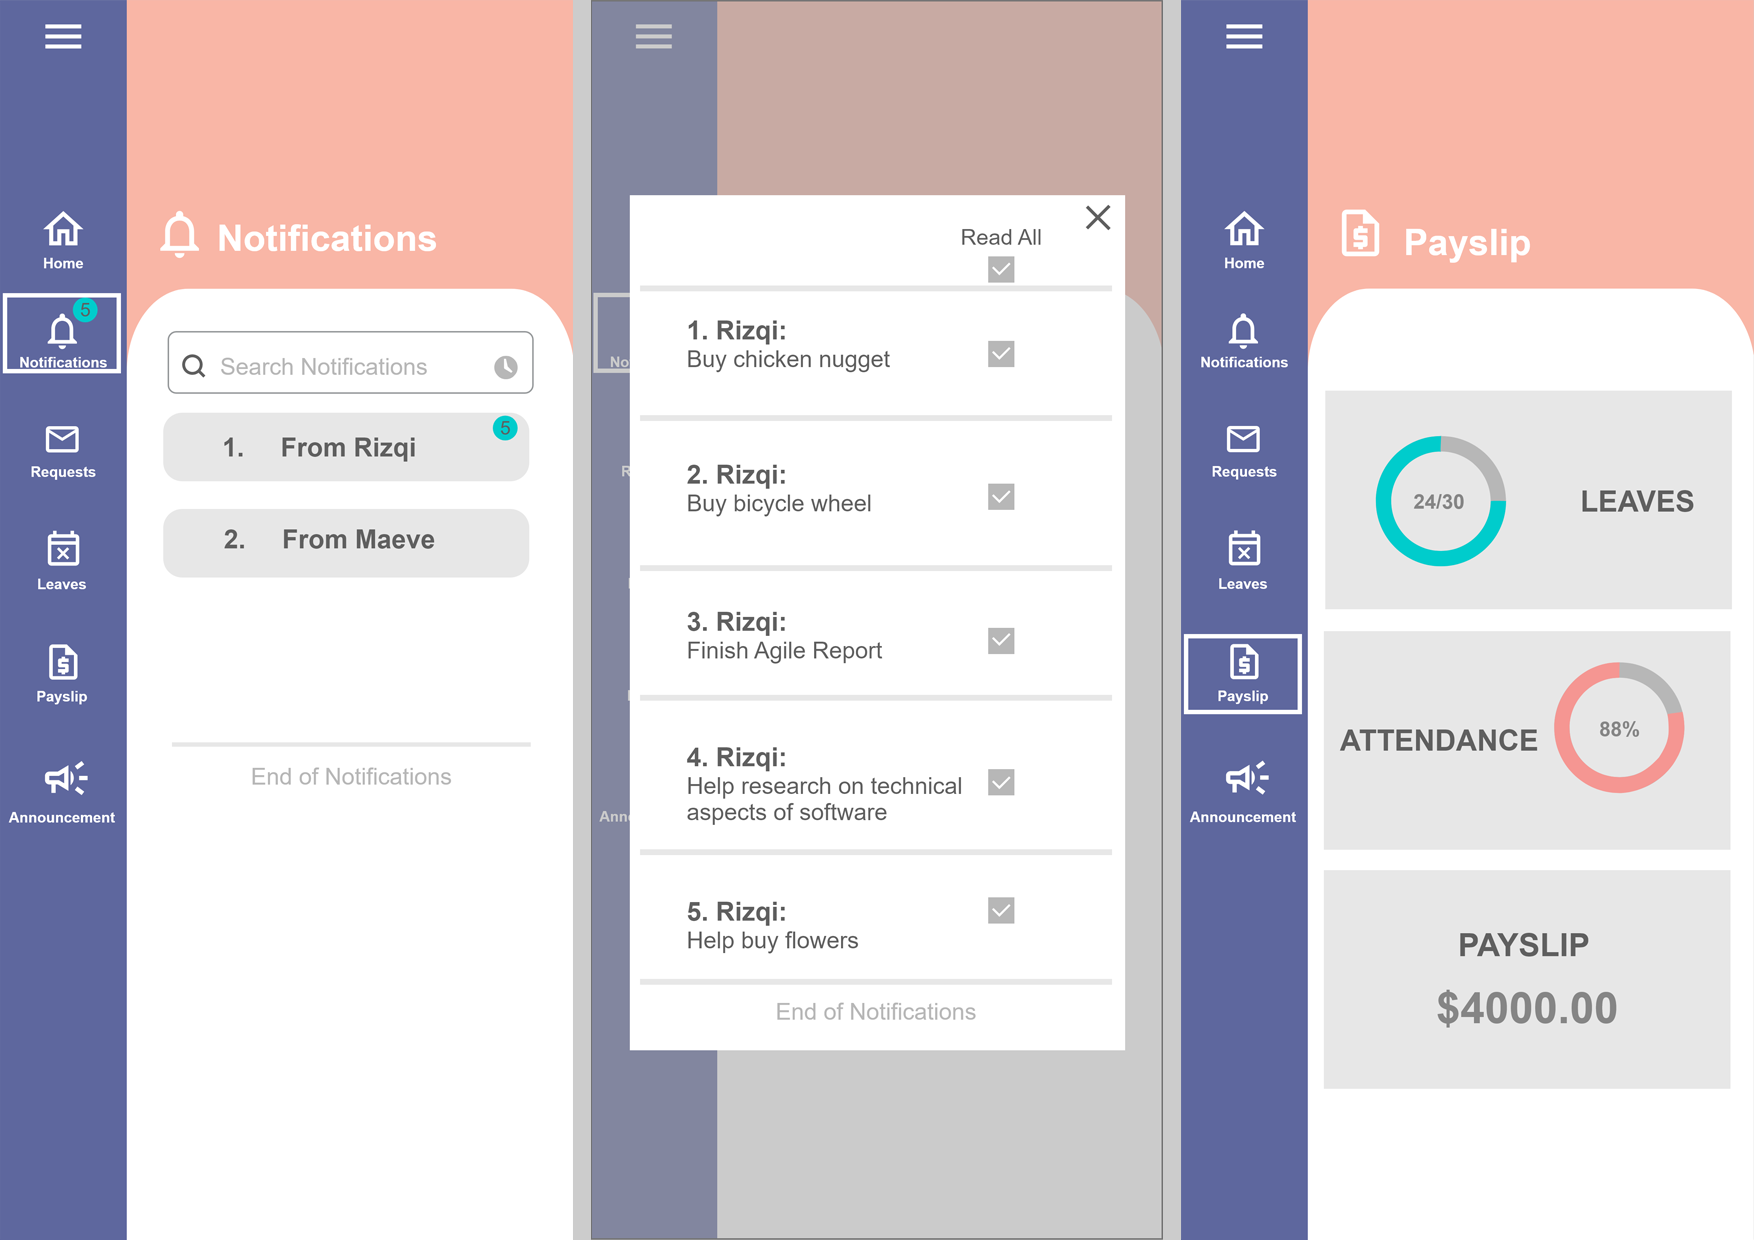 Home
5
Notifications
Requests
Leaves
Payslip
Announcement
Notifications
Search Notifications
5
1. From Rizqi
2. From Maeve
End of Notifications
No
R
Ann
Read All
1. Rizqi:
Buy chicken nugget
2. Rizqi:
Buy bicycle wheel
3. Rizqi:
Finish Agile Report
4. Rizqi:
Help research on technical
aspects of software
5. Rizqi:
Help buy flowers
End of Notifications
Home
Notifications
Requests
Leaves
Payslip
Announcement
Payslip
24/30
LEAVES
ATTENDANCE
88%
PAYSLIP
$4000.00